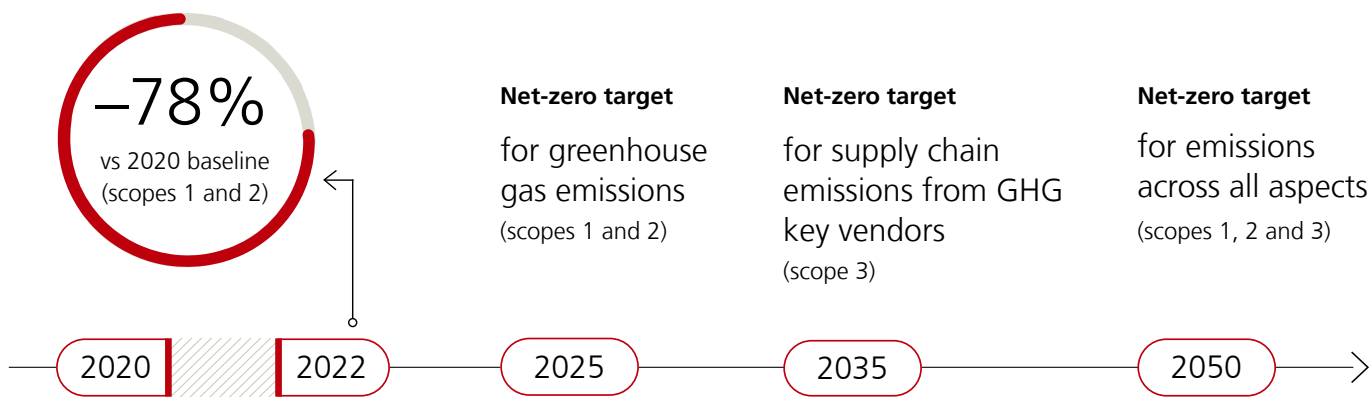 –78%
vs 2020 baseline
(scopes 1 and 2)
Net-zero target
for greenhouse
gas emissions
(scopes 1 and 2)
Net-zero target
for supply chain
emissions from GHG
key vendors
(scope 3)
Net-zero target
for emissions
across all aspects
(scopes 1, 2 and 3)
2020
2022
2025
2035
2050